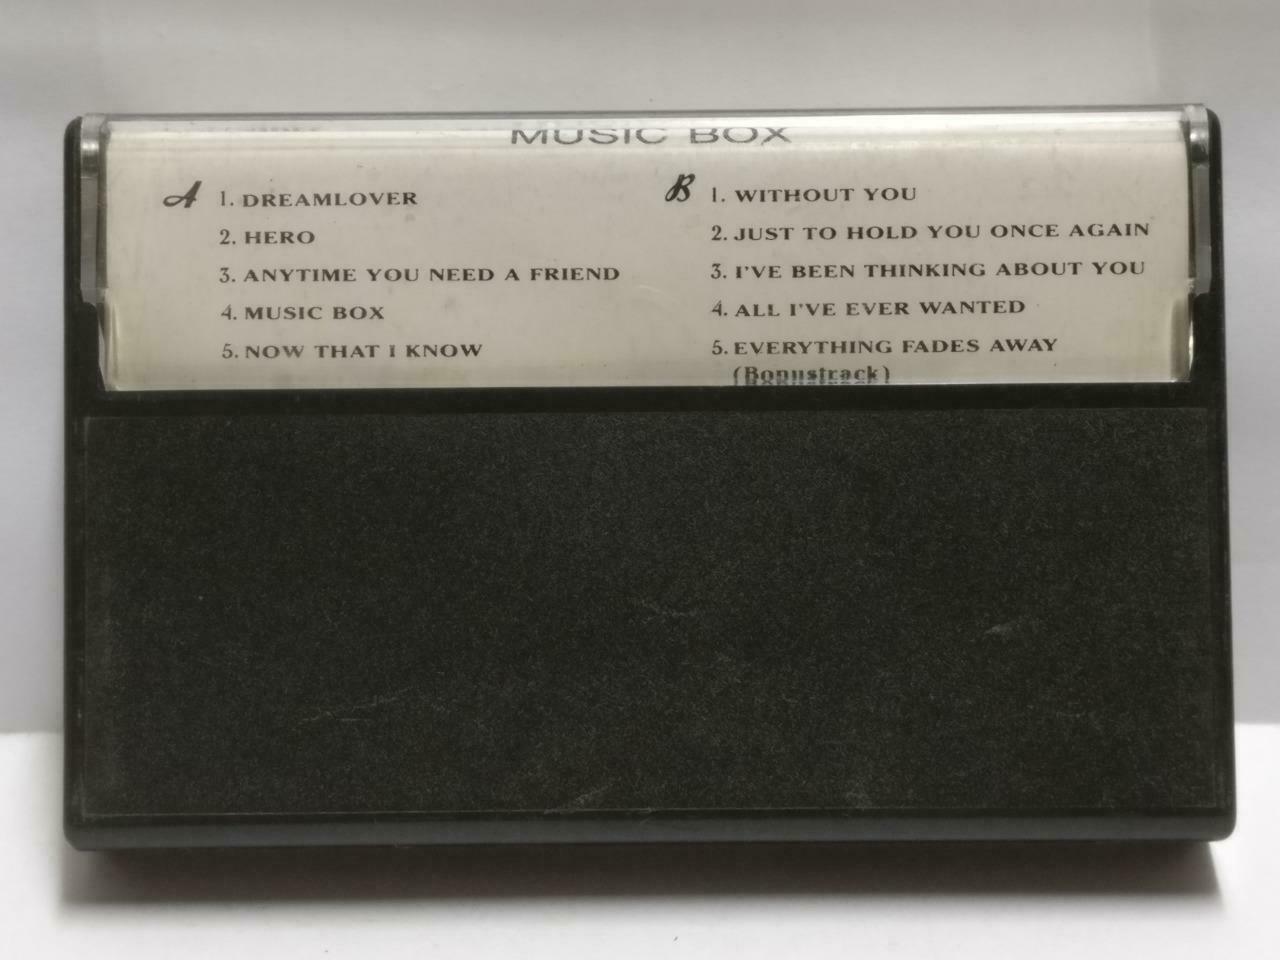 MUSIC BOX
A 1. DREAMLOVER
2. HERO
3. ANYTIME YOU NEED A FRIEND
4. MUSIC BOX
5. NOW THAT I KNOW
B 1. WITHOUT YOU
2. JUST TO HOLD YOU ONCE AGAIN
3. I'VE BEEN THINKING ABOUT YOU
4. ALL I'VE EVER WANTED
5. EVERYTHING FADES AWAY
(Bonustrack)